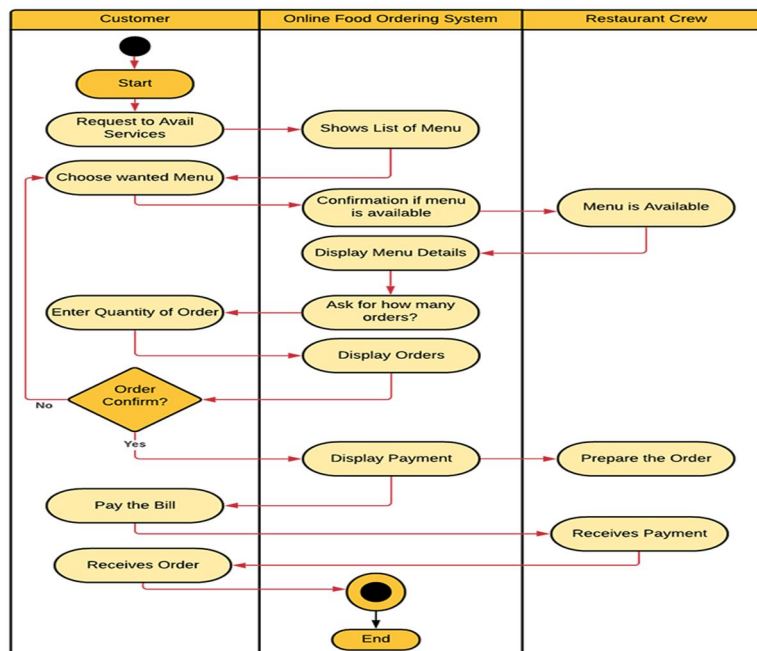 Customer
Online Food Ordering System
Restaurant Crew
Start
Request to Avail
Services
Shows List of Menu
Choose wanted Menu
Confirmation if menu
is available
Menu is Available
Display Menu Details
Ask for how many
orders?
Enter Quantity of Order
Display Orders
Order
Confirm?
No
Yes
Display Payment
Prepare the Order
Pay the Bill
Receives Payment
Receives Order
End